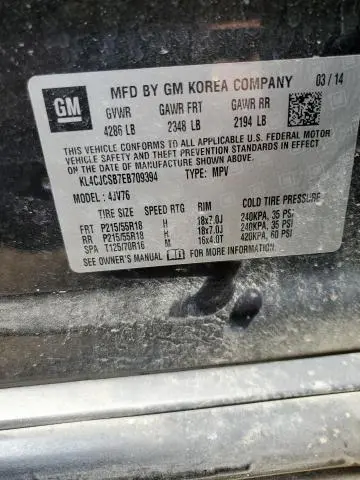 GM
MFD BY GM KOREA COMPANY 03/14
GVWR GAWR FRT GAWR RR
4286 LB 2348 LB 2194 LB
THIS VEHICLE CONFORMS TO ALL APPLICABLE U.S. FEDERAL MOTOR
VEHICLE SAFETY AND THEFT PREVENTION STANDARDS IN EFFECT
ON THE DATE OF MANUFACTURE SHOWN ABOVE.
KL4CJCSB7EB709394 TYPE: MPV
MODEL: 4JV76
TIRE SIZE SPEED RTG RIM COLD TIRE PRESSURE
FRT P215/55R18 H 18x7.0J 240KPA, 35 PSI
RR P215/55R18 H 18x7.0J 240KPA, 35 PSI
SPA T125/70R16 M 16x4.0T 420KPA, 60 PSI
SEE OWNER'S MANUAL